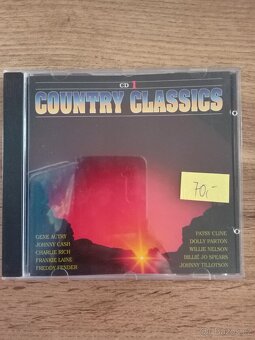 CD 1
COUNTRY CLASSICS
70,-
GENE AUTRY
JOHNNY CASH
CHARLIE RICH
FRANKIE LAINE
FREDDY FENDER
PATSY CLINE
DOLLY PARTON
WILLIE NELSON
BILLIE JO SPEARS
JOHNNY TILLOTSON